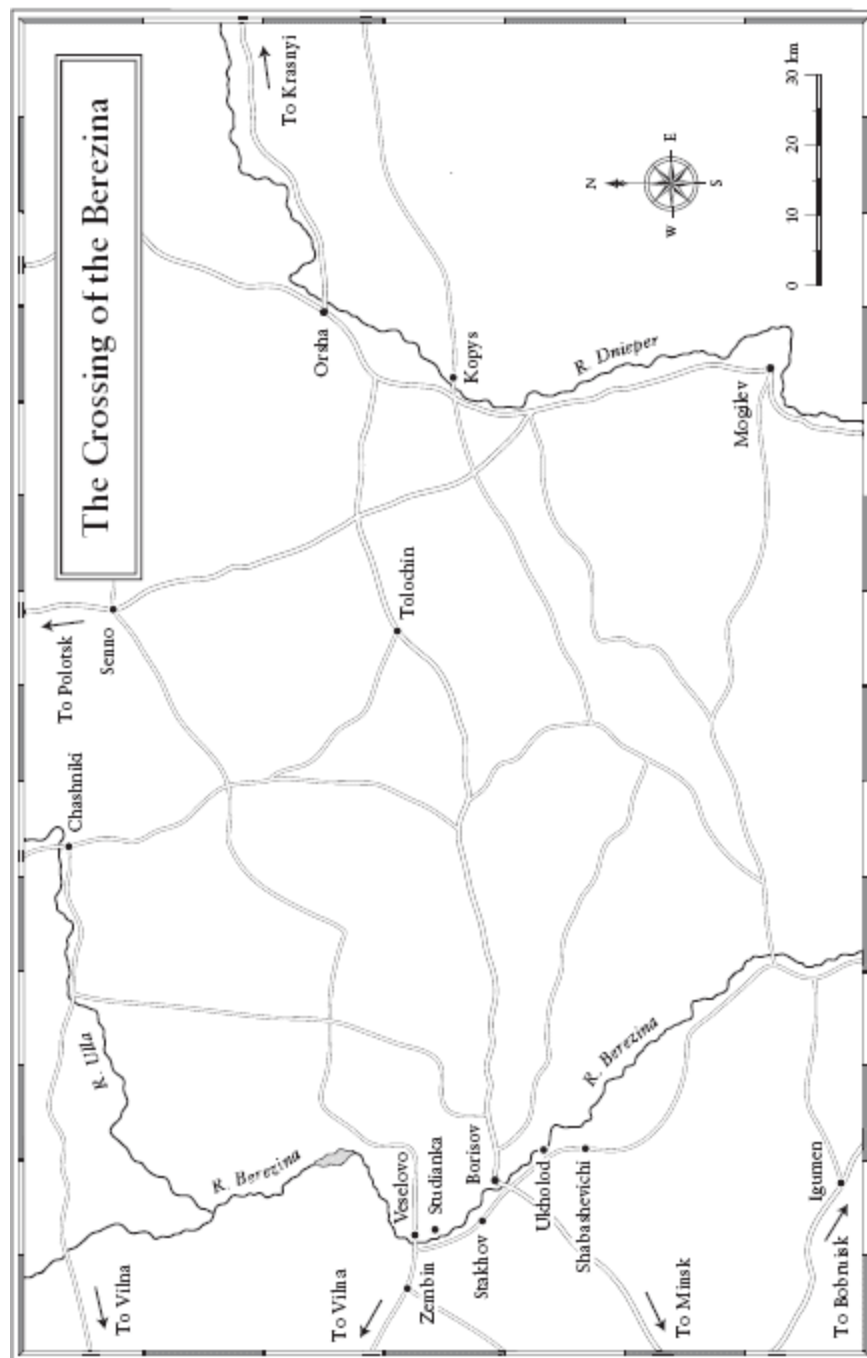 The Crossing of the Berezina
To Krasnyi
To Polotsk
Senno
Chashniki
R. Ulla
To Vilna
R. Berezina
Orsha
Kopys
R. Dnieper
Mogilev
Tolochin
Veselovo
Studianka
Borisov
Zembin
To Vilna
Stakhov
Ukholod
Shabashevichi
R. Berezina
To Minsk
Igumen
To Bobruisk
N
E
S
W
0 10 20 30 km